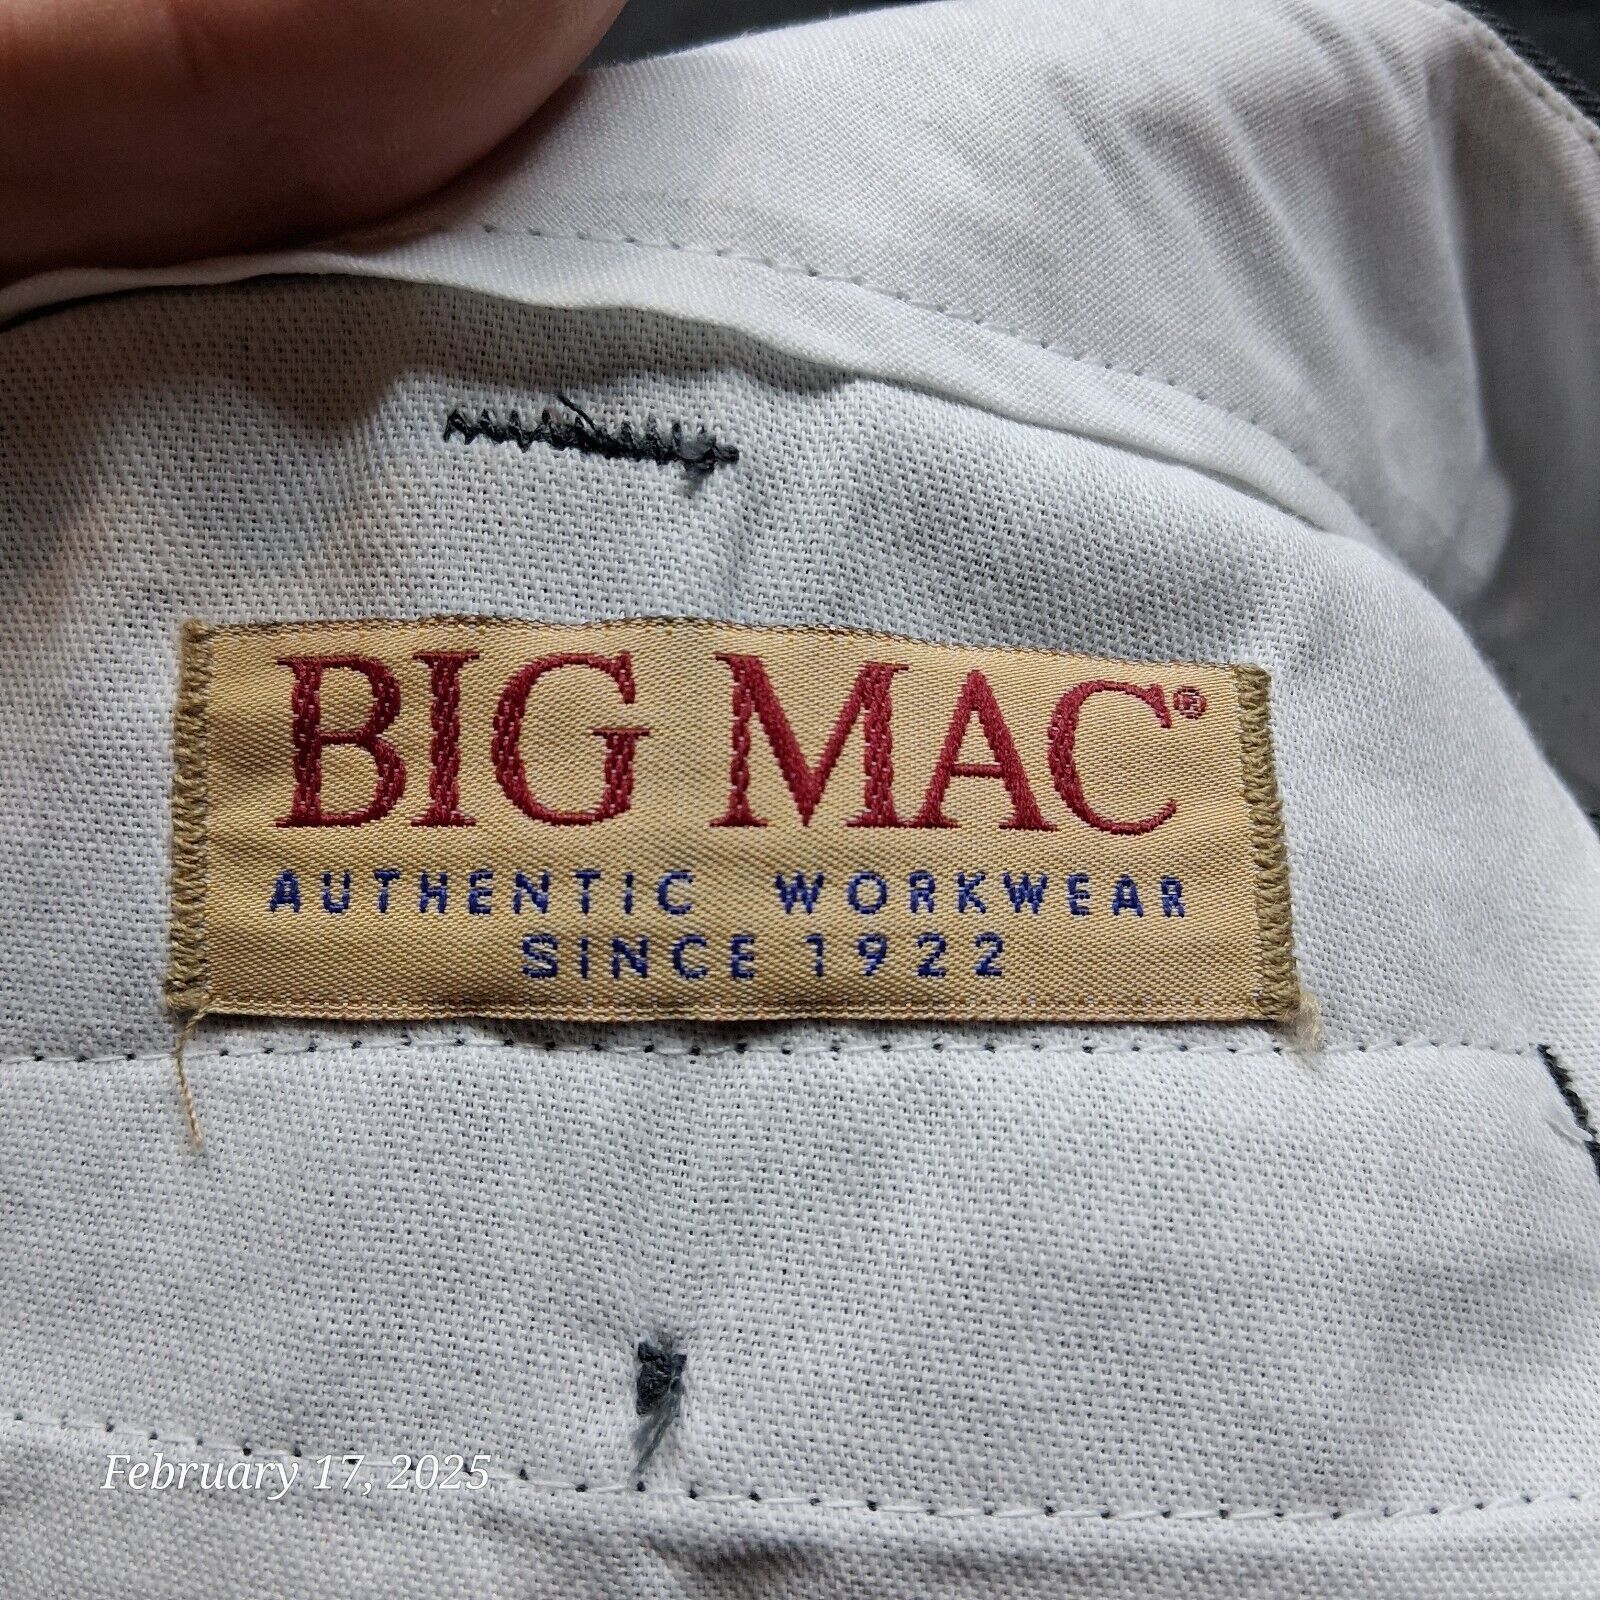 BIG MAC®
AUTHENTIC WORKWEAR
SINCE 1922
February 17, 2025